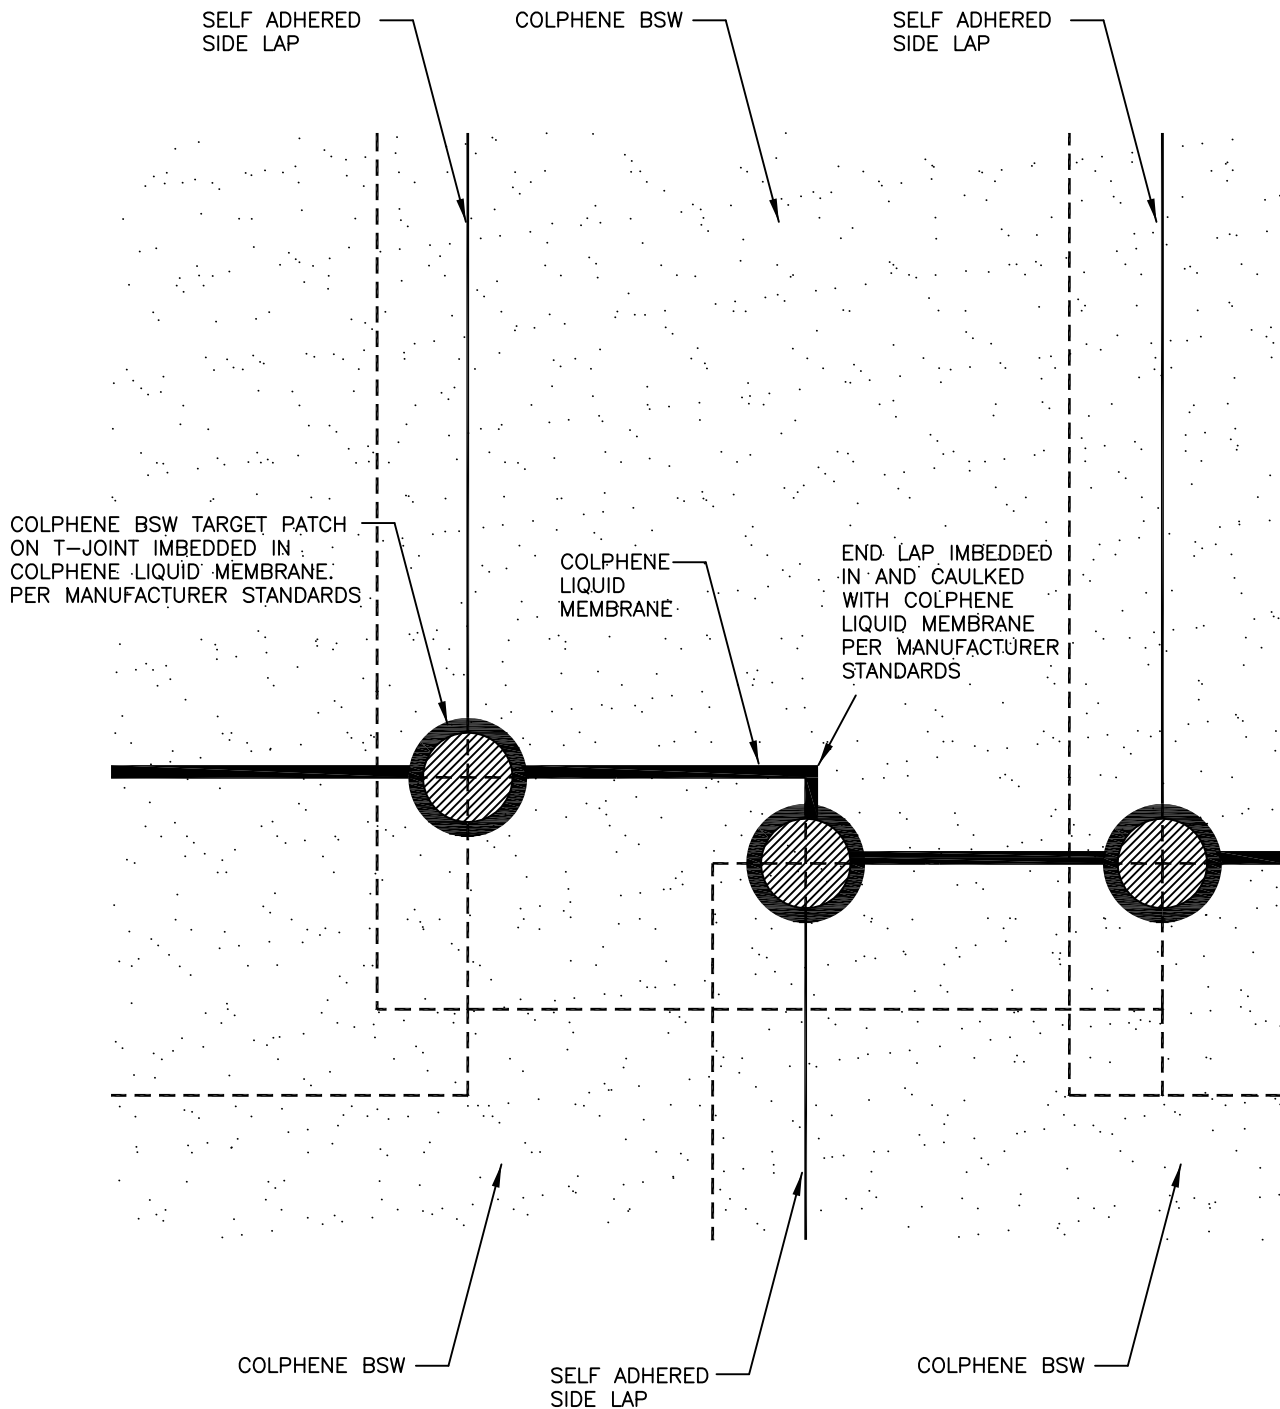 SELF ADHERED
SIDE LAP
COLPHENE BSW
SELF ADHERED
SIDE LAP
COLPHENE BSW TARGET PATCH
ON T-JOINT IMBEDDED IN
COLPHENE LIQUID MEMBRANE.
PER MANUFACTURER STANDARDS
COLPHENE
LIQUID
MEMBRANE
END LAP IMBEDDED
IN AND CAULKED
WITH COLPHENE
LIQUID MEMBRANE
PER MANUFACTURER
STANDARDS
COLPHENE BSW
SELF ADHERED
SIDE LAP
COLPHENE BSW